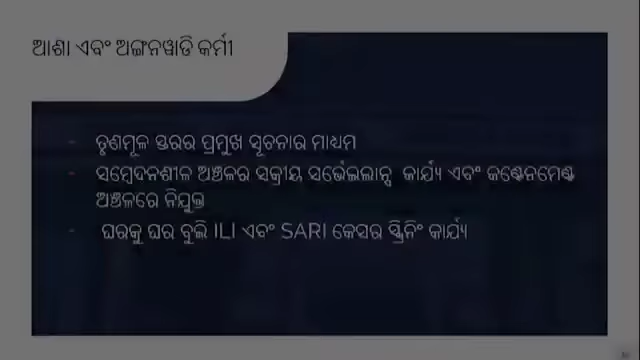 ଆଶା ଏବଂ ଅଙ୍ଗନୱାଡି କର୍ମୀ
- ତୃଣମୂଳ ସ୍ତରର ପ୍ରମୁଖ ସୂଚନାର ମାଧ୍ୟମ
- ସମ୍ବେଦନଶୀଳ ଅଞ୍ଚଳର ସକ୍ରୀୟ ସର୍ଭେଇଲାନ୍ସ କାର୍ଯ୍ୟ ଏବଂ କଣ୍ଟେନମେଣ୍ଟ
ଅଞ୍ଚଳରେ ନିଯୁକ୍ତ
- ଘରକୁ ଘର ବୁଲି ILI ଏବଂ SARI କେସର ସ୍କ୍ରିନିଂ କାର୍ଯ୍ୟ